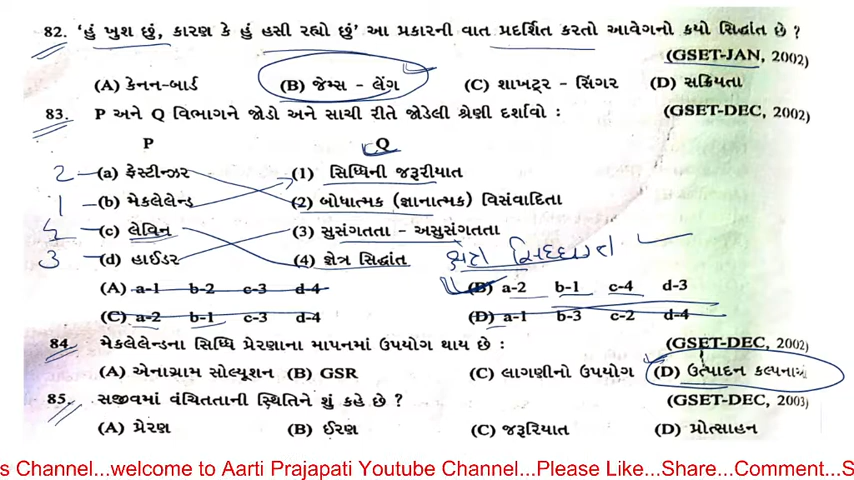 82. 'હું ખુશ છું, કારણ કે હું હસી રહ્યો છું' આ પ્રકારની વાત પ્રદર્શિત કરતો આવેગનો કયો સિદ્ધાંત છે ?
(GSET-JAN, 2002)
(A) કેનન-બાર્ડ (B) જેમ્સ - લેંગ (C) શાખટ્ર - સિંગર (D) સક્રિયતા
83. P અને Q વિભાગને જોડો અને સાચી રીતે જોડેલી શ્રેણી દર્શાવો : (GSET-DEC, 2002)
P Q
2 (a) ફેસ્ટીન્ઝર (1) સિધ્ધિની જરૂરીયાત
1 (b) મેકલેલેન્ડ (2) બોધાત્મક (જ્ઞાનાત્મક) વિસંવાદિતા
4 (c) લેવિન (3) સુસંગતતા - અસુસંગતતા
3 (d) હાઈડર (4) ક્ષેત્ર સિદ્ધાંત
(A) a-1 b-2 c-3 d-4 (B) a-2 b-1 c-4 d-3
(C) a-2 b-1 c-3 d-4 (D) a-1 b-3 c-2 d-4
84. મેકલેલેન્ડના સિધ્ધિ પ્રેરણાના માપનમાં ઉપયોગ થાય છે : (GSET-DEC, 2002)
(A) એનાગ્રામ સોલ્યૂશન (B) GSR (C) લાગણીનો ઉપયોગ (D) ઉત્પાદન કલ્પનાઅ
85. સજીવમાં વંચિતતાની સ્થિતિને શું કહે છે ? (GSET-DEC, 2003)
(A) પ્રેરણ (B) ઈરણ (C) જરૂરિયાત (D) પ્રોત્સાહન
s Channel...welcome to Aarti Prajapati Youtube Channel...Please Like...Share...Comment...S